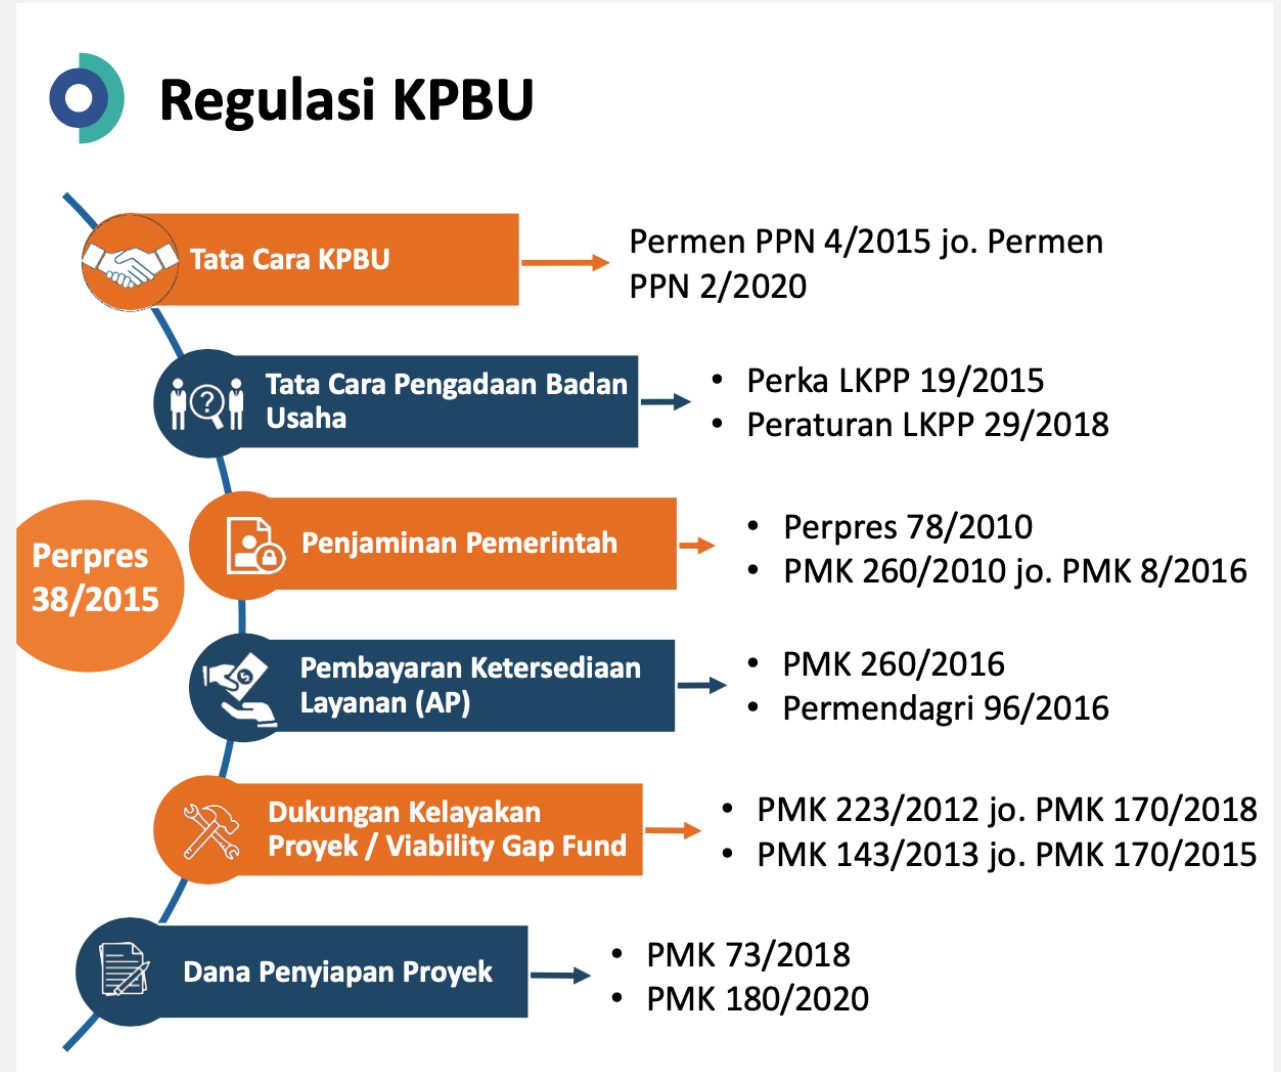 Regulasi KPBU
Tata Cara KPBU
Permen PPN 4/2015 jo. Permen
PPN 2/2020
Tata Cara Pengadaan Badan
Usaha
• Perka LKPP 19/2015
• Peraturan LKPP 29/2018
Perpres
38/2015
Penjaminan Pemerintah
• Perpres 78/2010
• PMK 260/2010 jo. PMK 8/2016
Pembayaran Ketersediaan
Layanan (AP)
• PMK 260/2016
• Permendagri 96/2016
Dukungan Kelayakan
Proyek / Viability Gap Fund
• PMK 223/2012 jo. PMK 170/2018
• PMK 143/2013 jo. PMK 170/2015
Dana Penyiapan Proyek
• PMK 73/2018
• PMK 180/2020